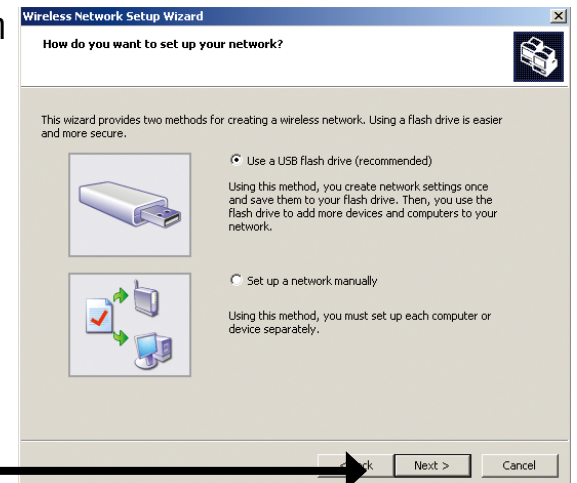 Wireless Network Setup Wizard
How do you want to set up your network?
This wizard provides two methods for creating a wireless network. Using a flash drive is easier
and more secure.
Use a USB flash drive (recommended)
Using this method, you create network settings once
and save them to your flash drive. Then, you use the
flash drive to add more devices and computers to your
network.
Set up a network manually
Using this method, you must set up each computer or
device separately.
Next > Cancel